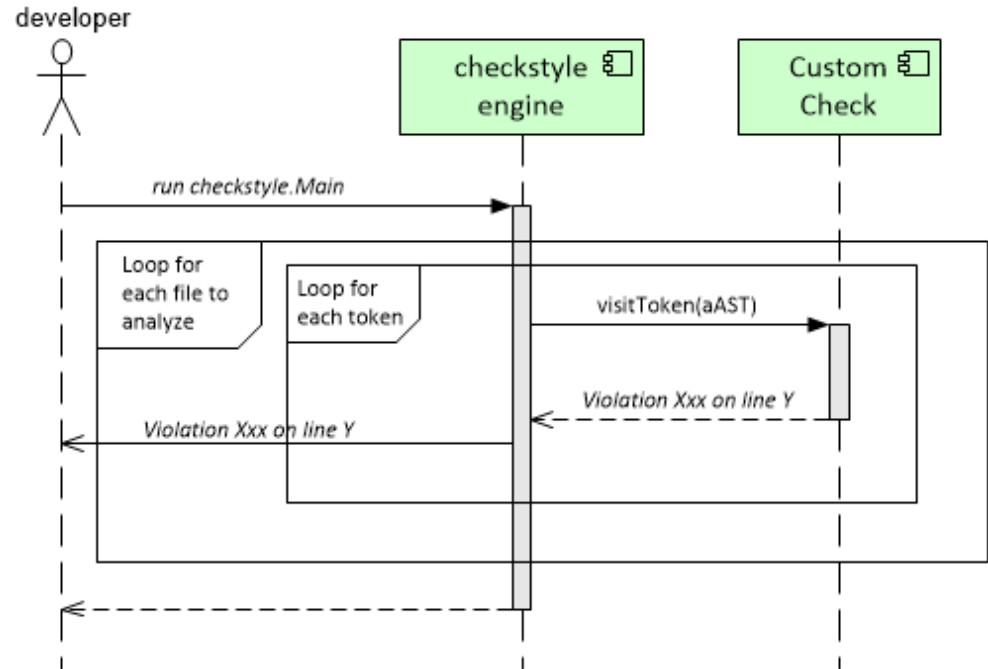 developer
checkstyle
engine
Custom
Check
run checkstyle.Main
Loop for
each file to
analyze
Loop for
each token
visitToken(aAST)
Violation Xxx on line Y
Violation Xxx on line Y